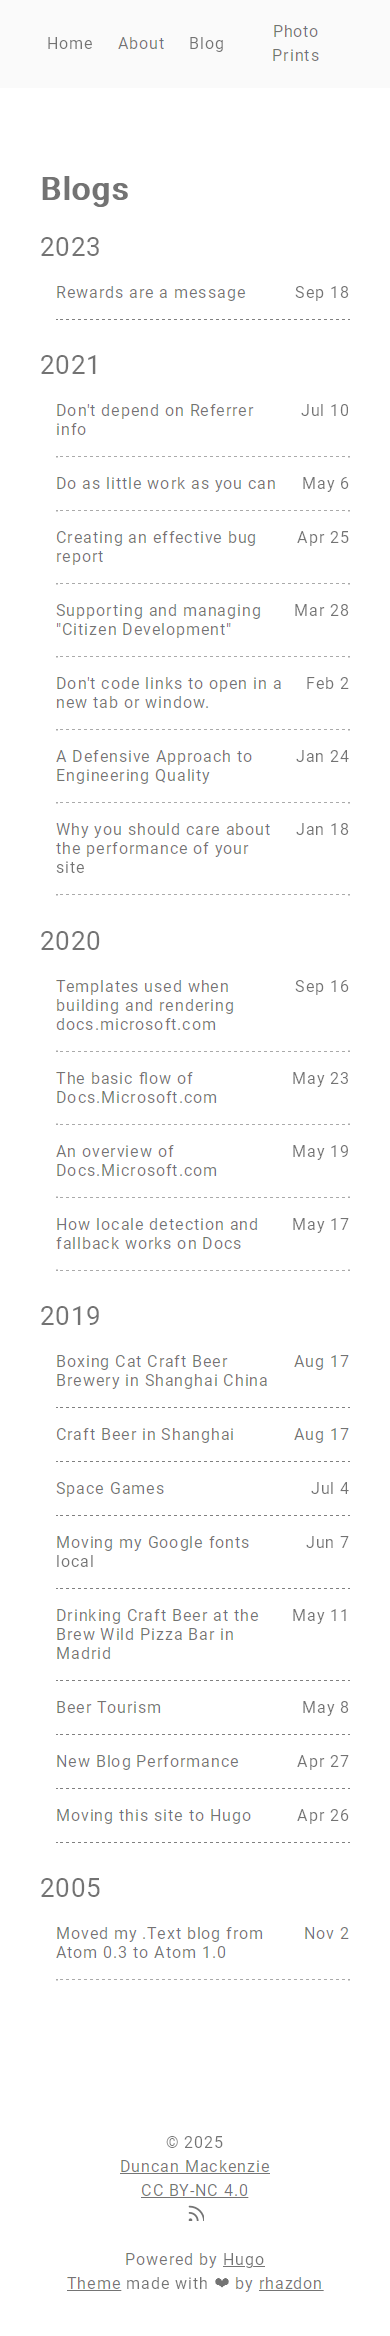 Home About Blog Photo
Prints
Blogs
2023
Rewards are a message Sep 18
2021
Don't depend on Referrer Jul 10
info
Do as little work as you can May 6
Creating an effective bug Apr 25
report
Supporting and managing Mar 28
"Citizen Development"
Don't code links to open in a Feb 2
new tab or window.
A Defensive Approach to Jan 24
Engineering Quality
Why you should care about Jan 18
the performance of your
site
2020
Templates used when Sep 16
building and rendering
docs.microsoft.com
The basic flow of May 23
Docs.Microsoft.com
An overview of May 19
Docs.Microsoft.com
How locale detection and May 17
fallback works on Docs
2019
Boxing Cat Craft Beer Aug 17
Brewery in Shanghai China
Craft Beer in Shanghai Aug 17
Space Games Jul 4
Moving my Google fonts Jun 7
local
Drinking Craft Beer at the May 11
Brew Wild Pizza Bar in
Madrid
Beer Tourism May 8
New Blog Performance Apr 27
Moving this site to Hugo Apr 26
2005
Moved my .Text blog from Nov 2
Atom 0.3 to Atom 1.0
© 2025
Duncan Mackenzie
CC BY-NC 4.0
Powered by Hugo
Theme made with ❤ by rhazdon